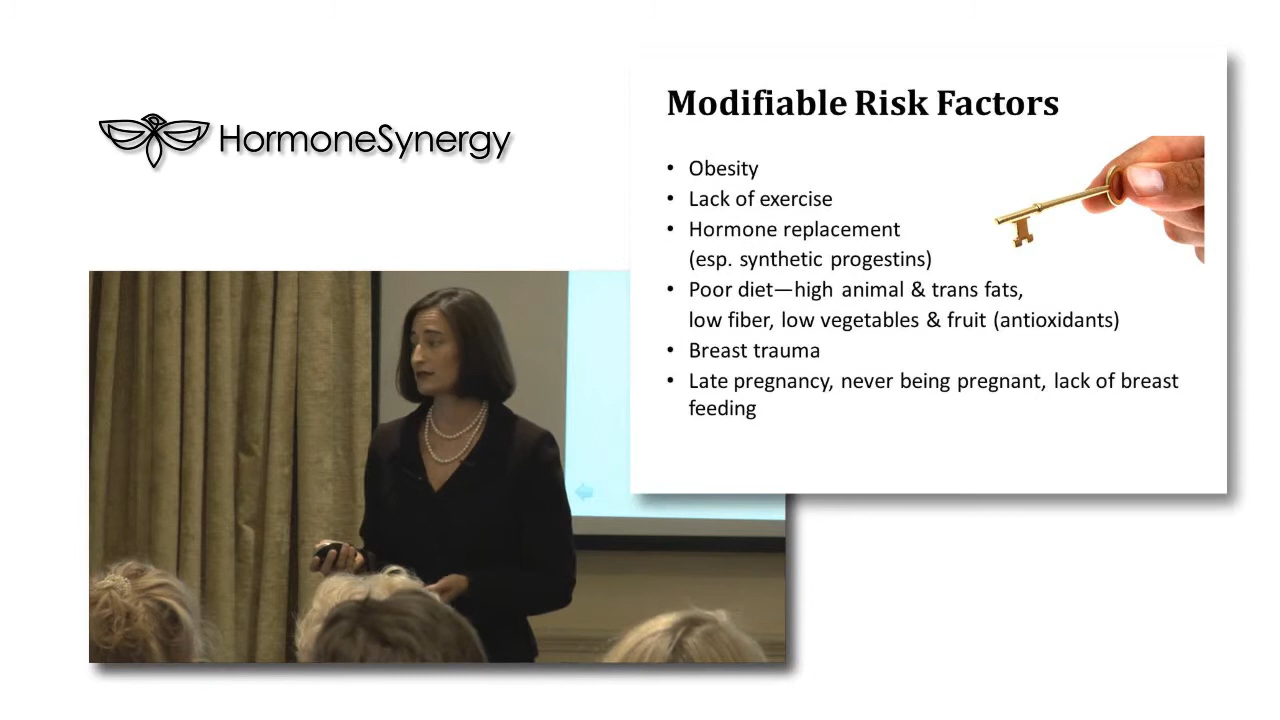 HormoneSynergy
Modifiable Risk Factors
• Obesity
• Lack of exercise
• Hormone replacement
(esp. synthetic progestins)
• Poor diet—high animal & trans fats,
low fiber, low vegetables & fruit (antioxidants)
• Breast trauma
• Late pregnancy, never being pregnant, lack of breast
feeding